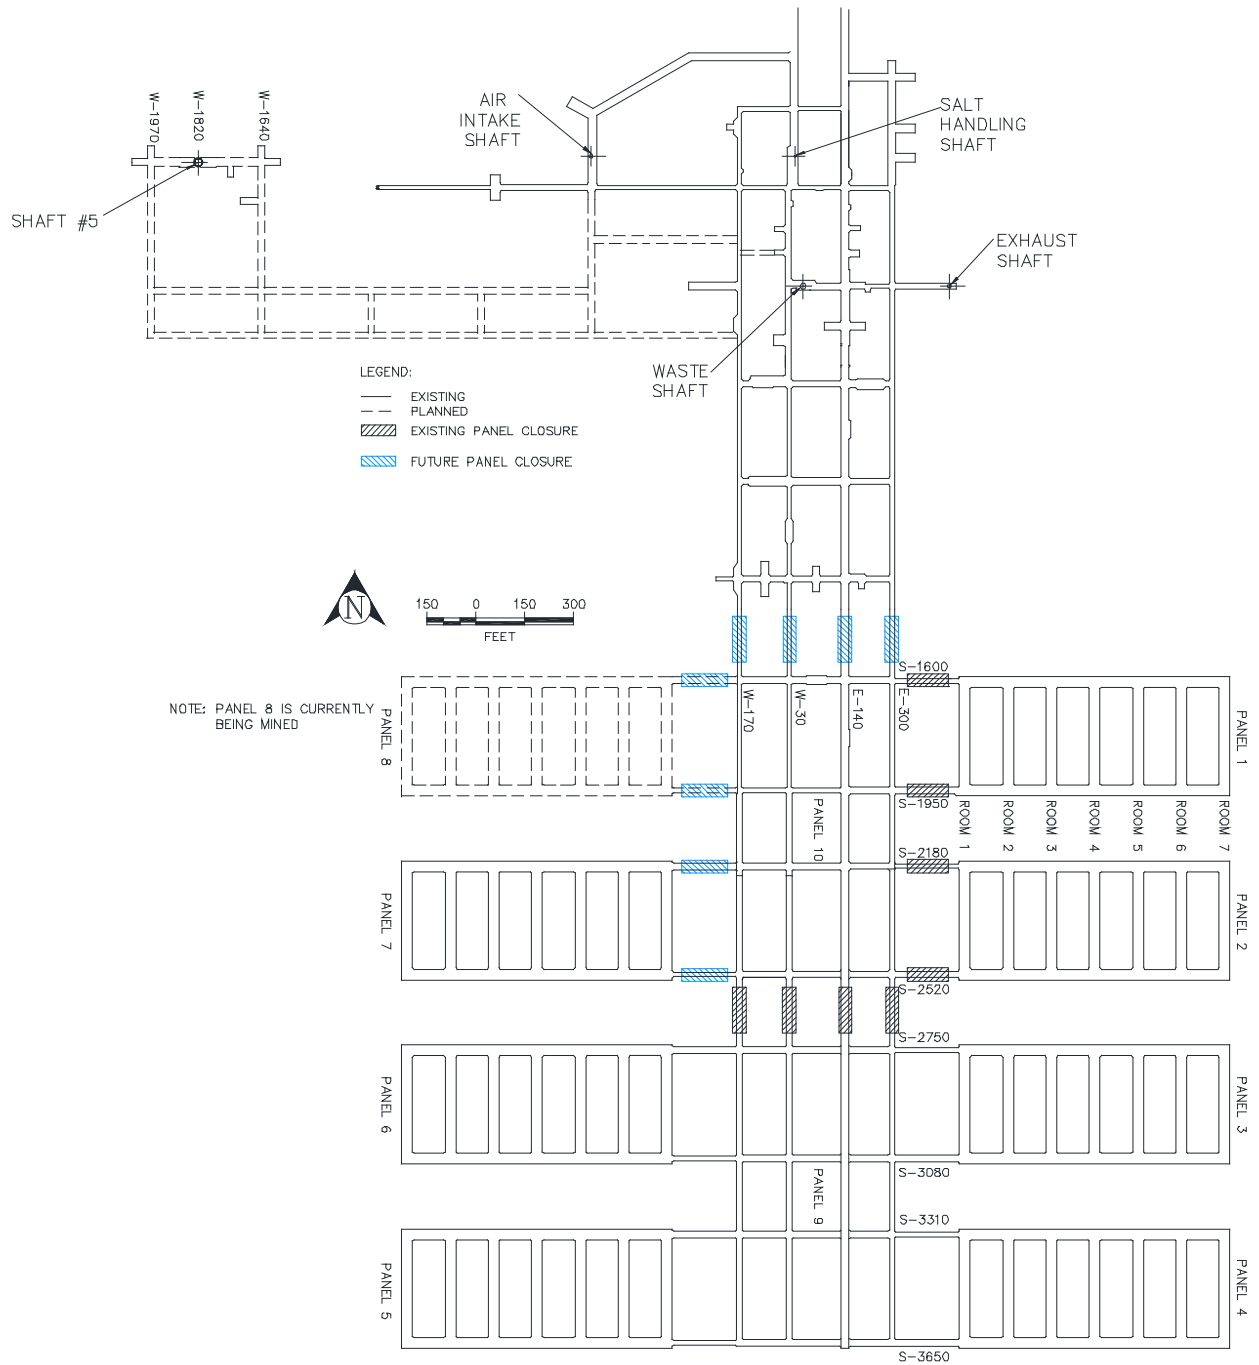 W-1970
W-1820
W-1640
AIR
INTAKE
SHAFT
SALT
HANDLING
SHAFT
SHAFT #5
EXHAUST
SHAFT
WASTE
SHAFT
LEGEND:
EXISTING
PLANNED
EXISTING PANEL CLOSURE
FUTURE PANEL CLOSURE
N
150 0 150 300
FEET
S-1600
NOTE: PANEL 8 IS CURRENTLY
BEING MINED
PANEL 8
W-170
W-30
E-140
E-300
PANEL 1
S-1950
PANEL 10
ROOM 1
ROOM 2
ROOM 3
ROOM 4
ROOM 5
ROOM 6
ROOM 7
S-2180
PANEL 7
PANEL 2
S-2520
S-2750
PANEL 6
PANEL 3
S-3080
PANEL 9
S-3310
PANEL 5
PANEL 4
S-3650